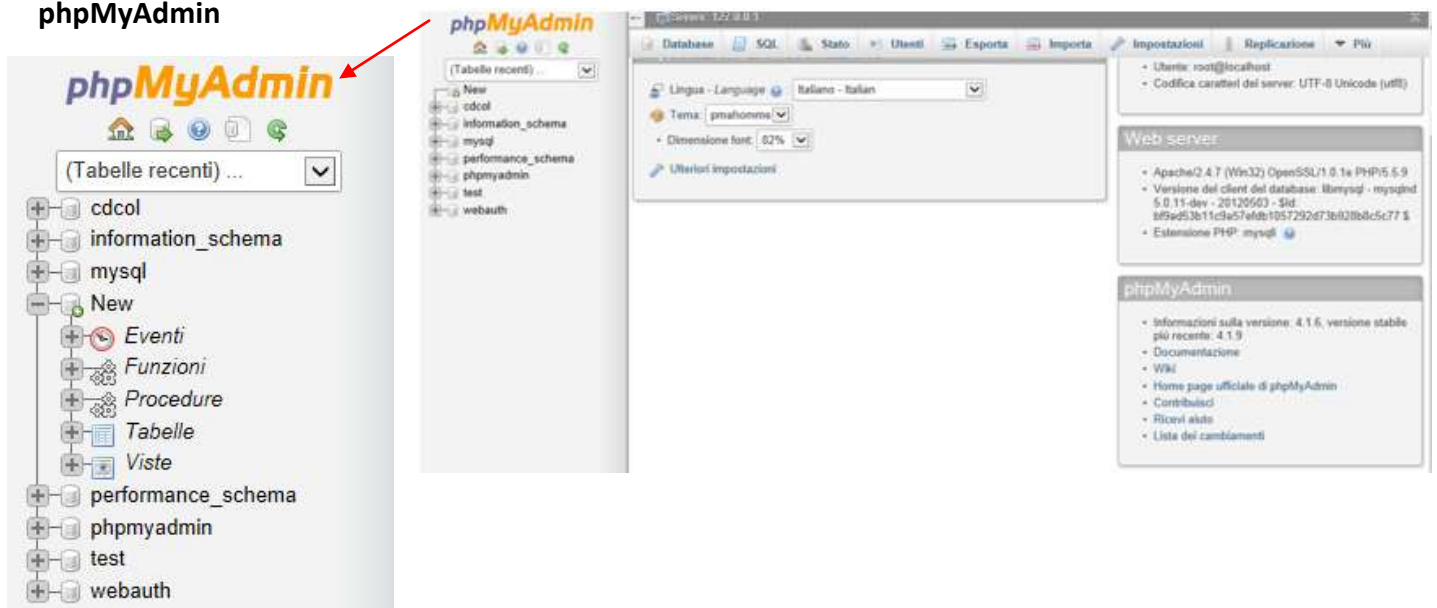 phpMyAdmin
phpMyAdmin
(Tabelle recenti) ...
cdcol
information_schema
mysql
New
Eventi
Funzioni
Procedure
Tabelle
Viste
performance_schema
phpmyadmin
test
webauth
phpMyAdmin
(Tabelle recenti) ...
New
cdcol
information_schema
mysql
performance_schema
phpmyadmin
test
webauth
Server: 127.0.0.1
Database SQL Stato Utenti Esporta Importa Impostazioni Replicazione Più
Lingua - Language Italiano - Italian
Tema: pmahomme
Dimensione font: 82%
Ulteriori impostazioni
Utente: root@localhost
Codifica caratteri del server: UTF-8 Unicode (utf8)
Web server
Apache/2.4.7 (Win32) OpenSSL/1.0.1e PHP/5.5.9
Versione del client del database: libmysql - mysqlnd
5.0.11-dev - 20120503 - $Id:
$
Estensione PHP: mysqli
phpMyAdmin
Informazioni sulla versione: 4.1.6, versione stabile
più recente: 4.1.9
Documentazione
Wiki
Home page ufficiale di phpMyAdmin
Contribuisci
Ricevi aiuto
Lista dei cambiamenti